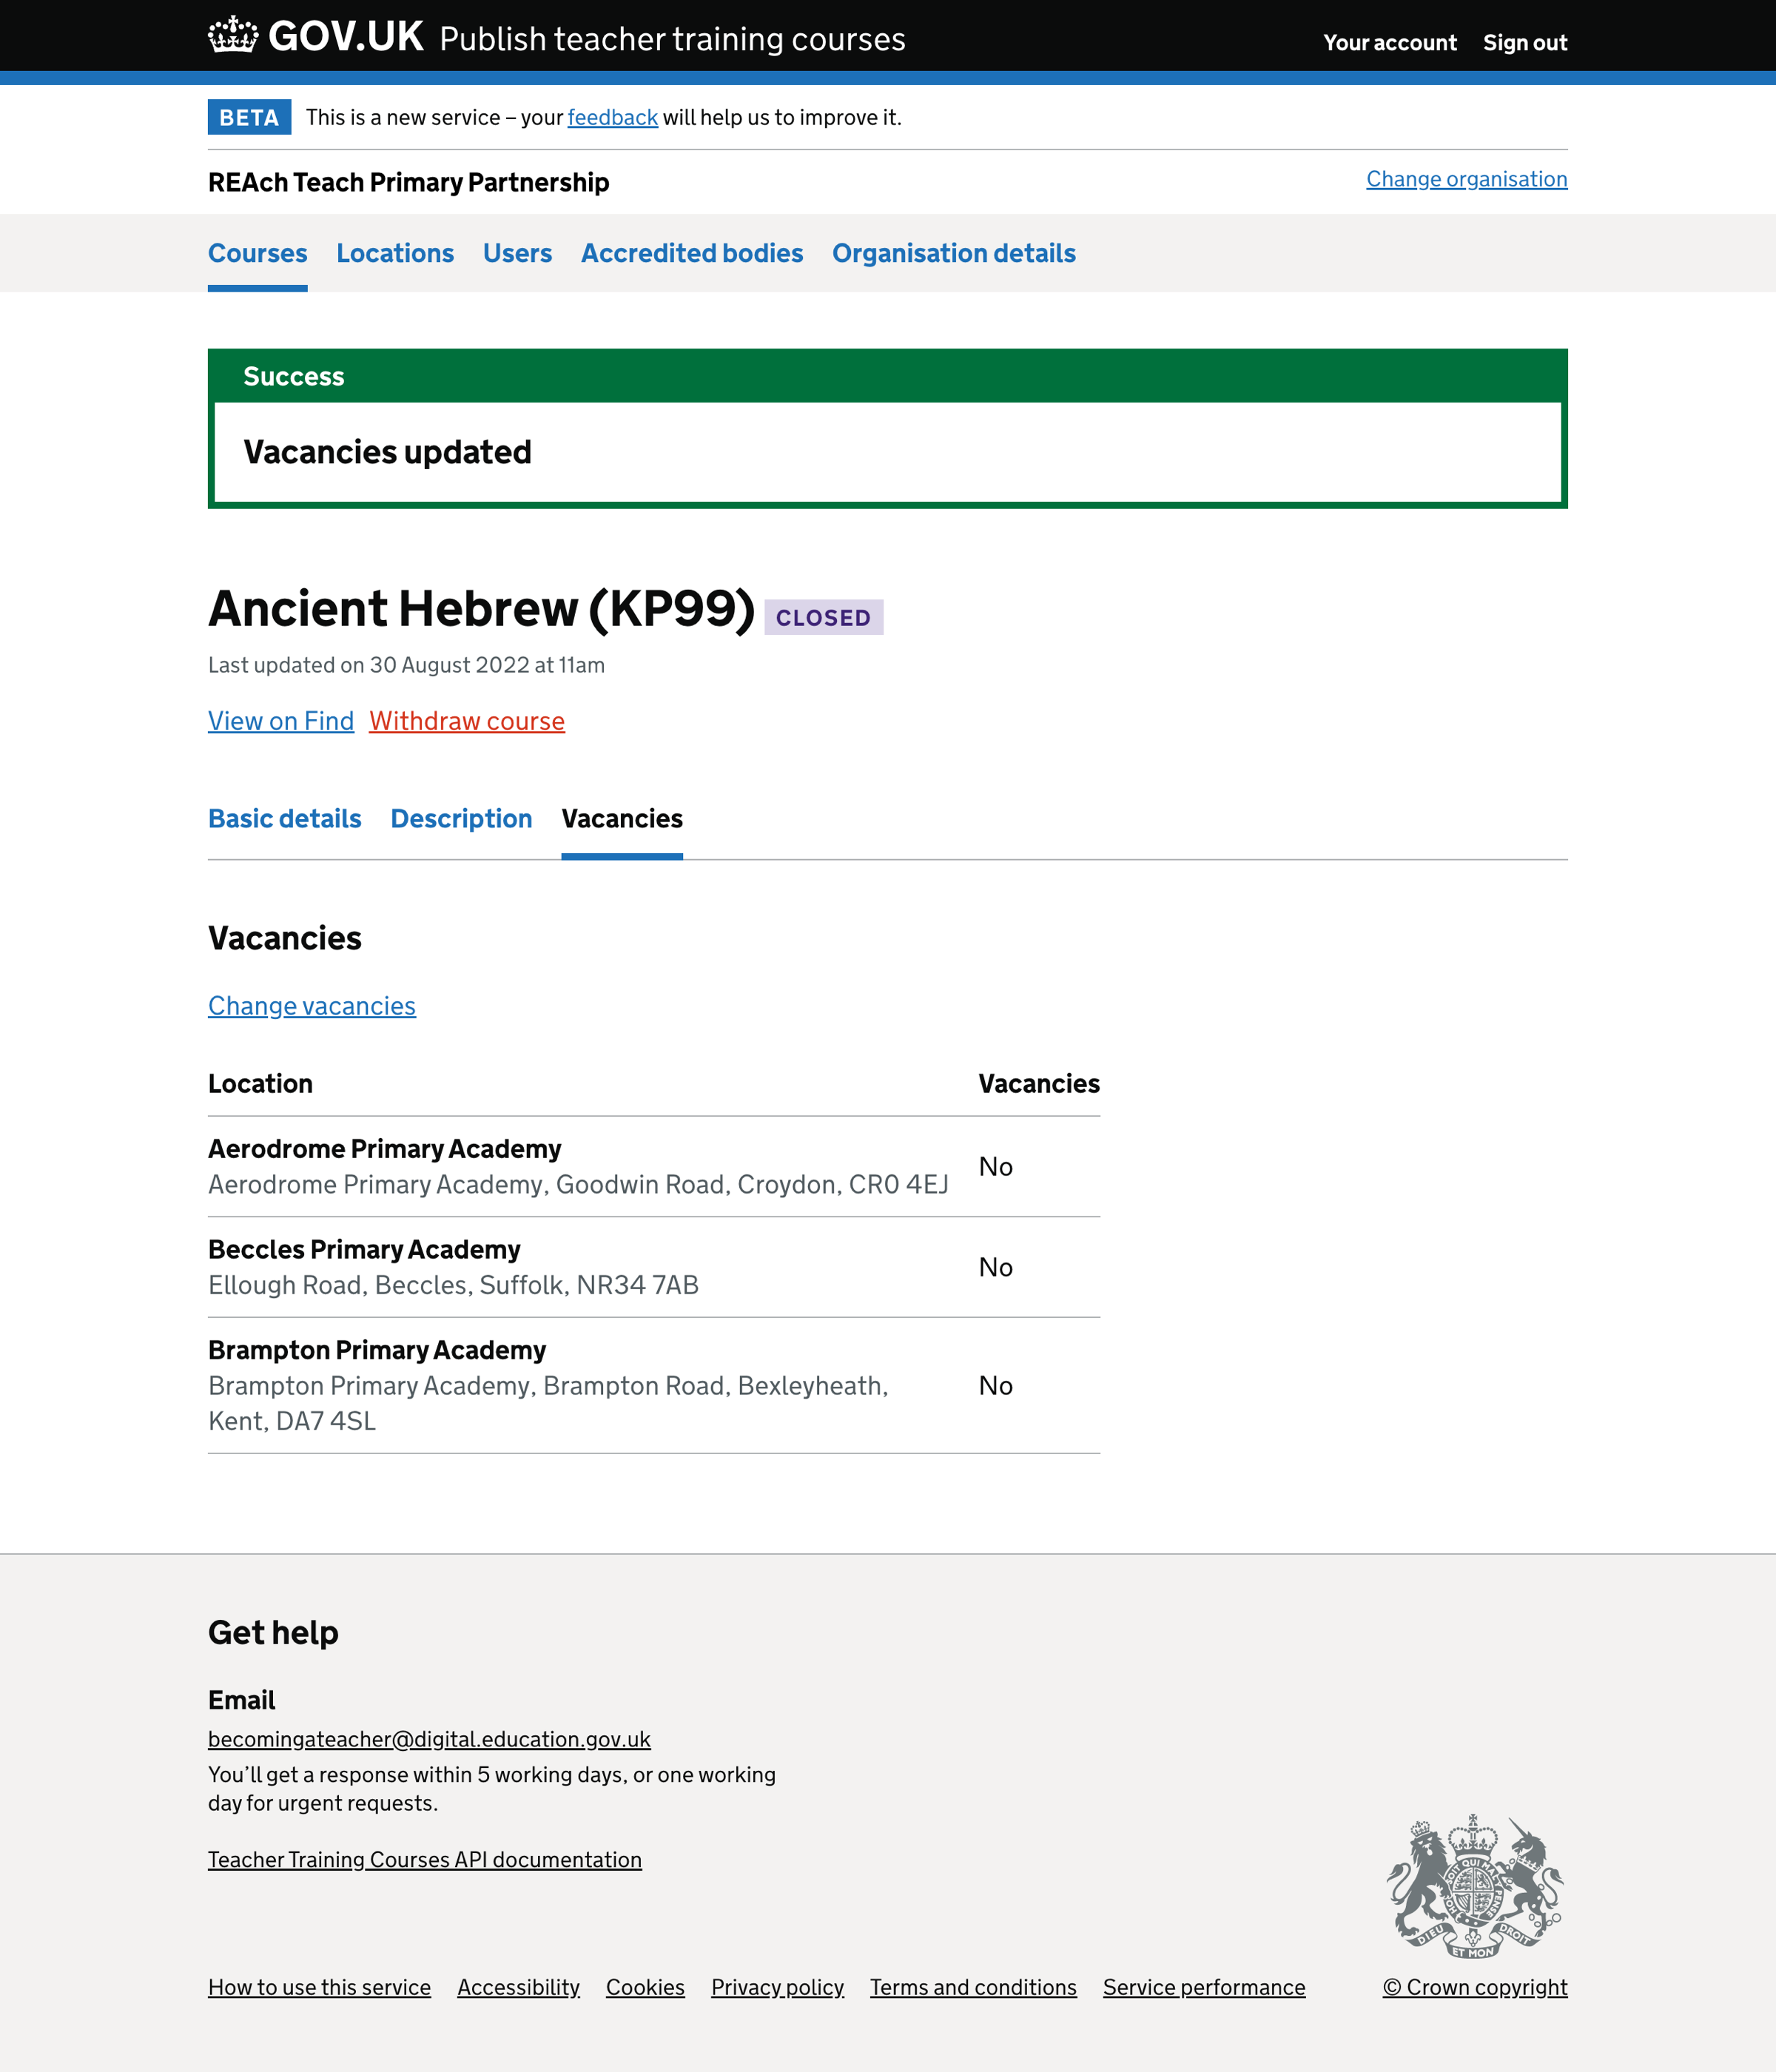 GOV.UK Publish teacher training courses
Your account Sign out
BETA This is a new service – your feedback will help us to improve it.
REAch Teach Primary Partnership
Change organisation
Courses Locations Users Accredited bodies Organisation details
Success
Vacancies updated
Ancient Hebrew (KP99) CLOSED
Last updated on 30 August 2022 at 11am
View on Find Withdraw course
Basic details Description Vacancies
Vacancies
Change vacancies
Location Vacancies
Aerodrome Primary Academy
Aerodrome Primary Academy, Goodwin Road, Croydon, CR0 4EJ
No
Beccles Primary Academy
Ellough Road, Beccles, Suffolk, NR34 7AB
No
Brampton Primary Academy
Brampton Primary Academy, Brampton Road, Bexleyheath,
Kent, DA7 4SL
No
Get help
Email
becomingateacher@digital.education.gov.uk
You’ll get a response within 5 working days, or one working
day for urgent requests.
Teacher Training Courses API documentation
DIEU ET MON DROIT
How to use this service Accessibility Cookies Privacy policy Terms and conditions Service performance
© Crown copyright